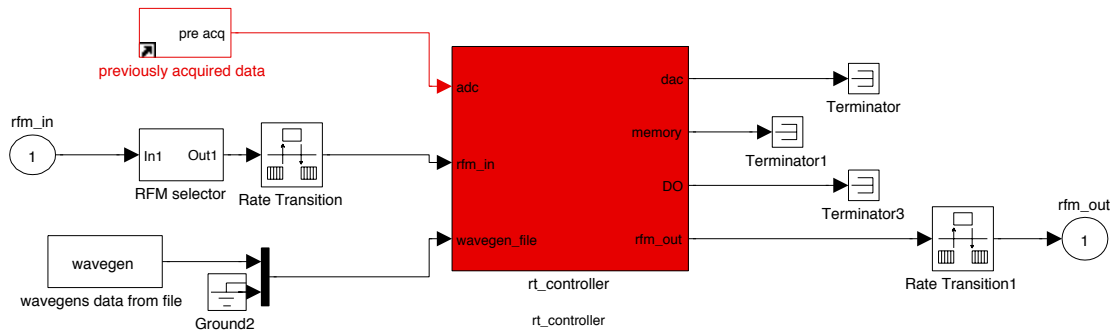 pre acq
previously acquired data
adc
dac
Terminator
rfm_in
1
In1
Out1
RFM selector
Rate Transition
rfm_in
memory
Terminator1
DO
Terminator3
wavegen
wavegens data from file
Ground2
wavegen_file
rfm_out
rt_controller
rt_controller
Rate Transition1
rfm_out
1